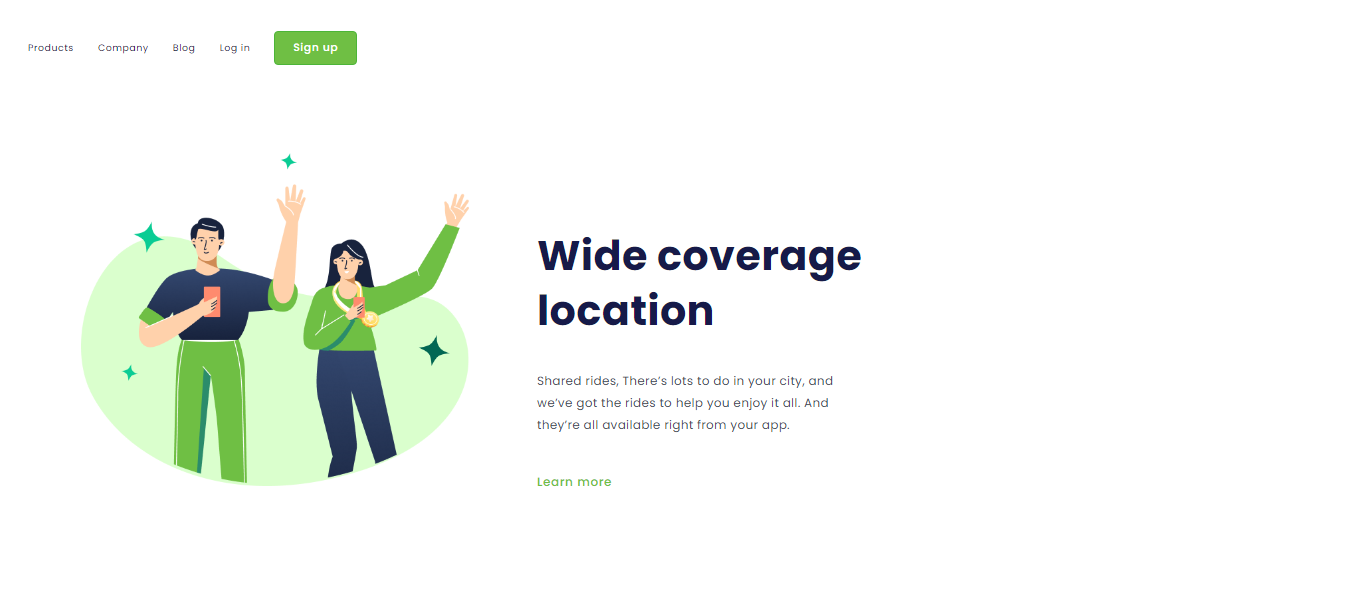 Products Company Blog Log in Sign up
Wide coverage
location
Shared rides, There’s lots to do in your city, and
we’ve got the rides to help you enjoy it all. And
they’re all available right from your app.
Learn more